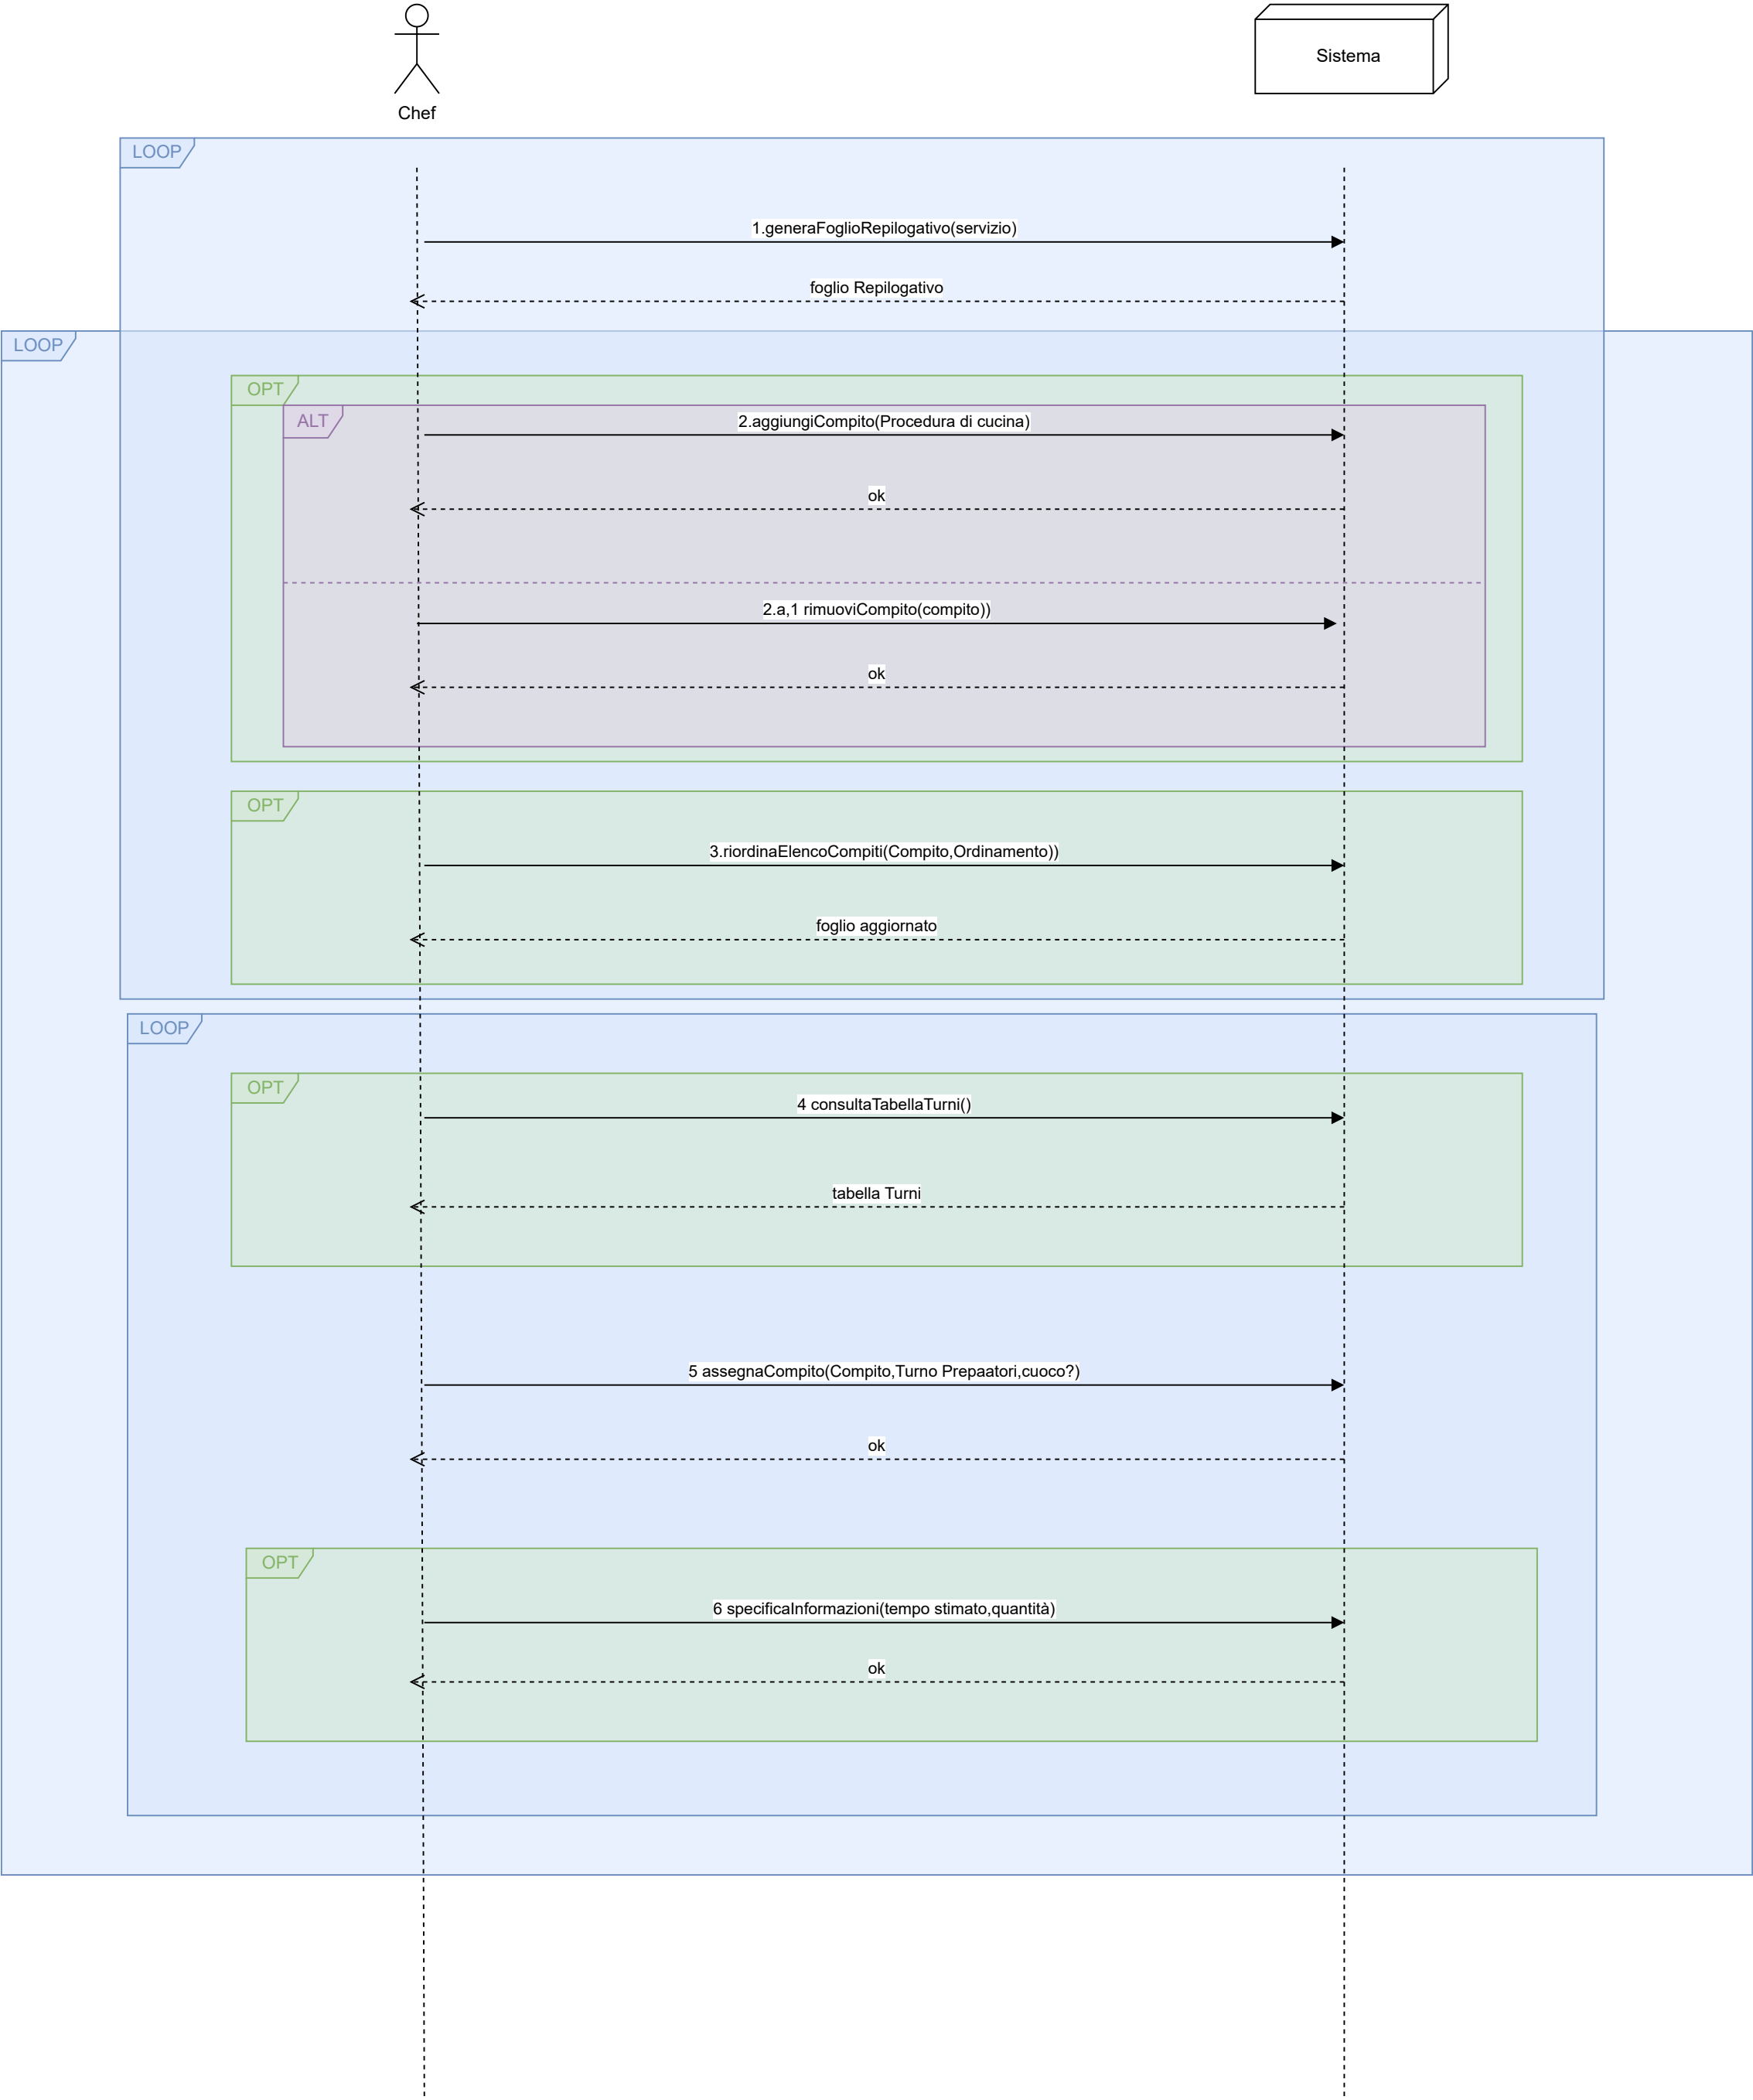 Chef
Sistema
LOOP
1.generaFoglioRepilogativo(servizio)
foglio Repilogativo
LOOP
OPT
ALT
2.aggiungiCompito(Procedura di cucina)
ok
2.a,1 rimuoviCompito(compito))
ok
OPT
3.riordinaElencoCompiti(Compito,Ordinamento))
foglio aggiornato
LOOP
OPT
4 consultaTabellaTurni()
tabella Turni
5 assegnaCompito(Compito,Turno Prepaatori,cuoco?)
ok
OPT
6 specificaInformazioni(tempo stimato,quantità)
ok